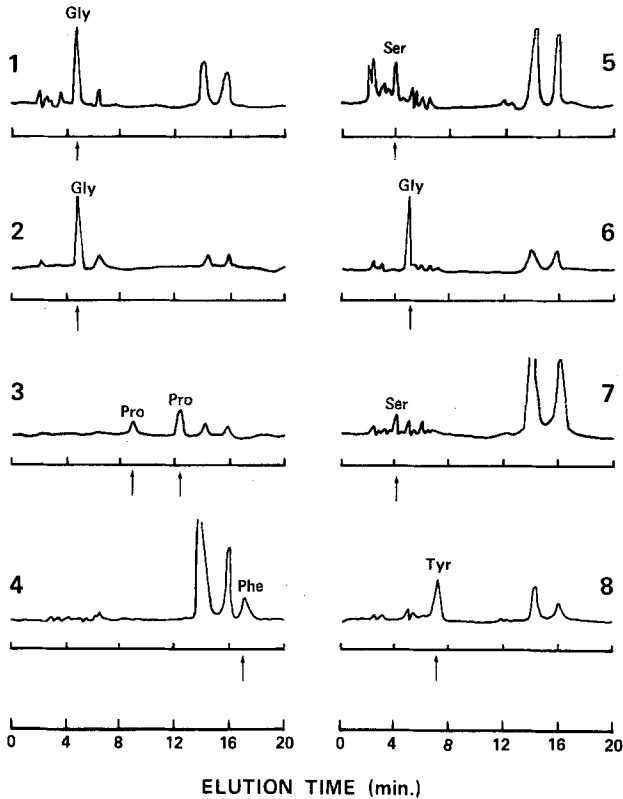 1
Gly
2
Gly
3
Pro Pro
4
Phe
0 4 8 12 16 20
5
Ser
6
Gly
7
Ser
8
Tyr
0 4 8 12 16 20
ELUTION TIME (min.)